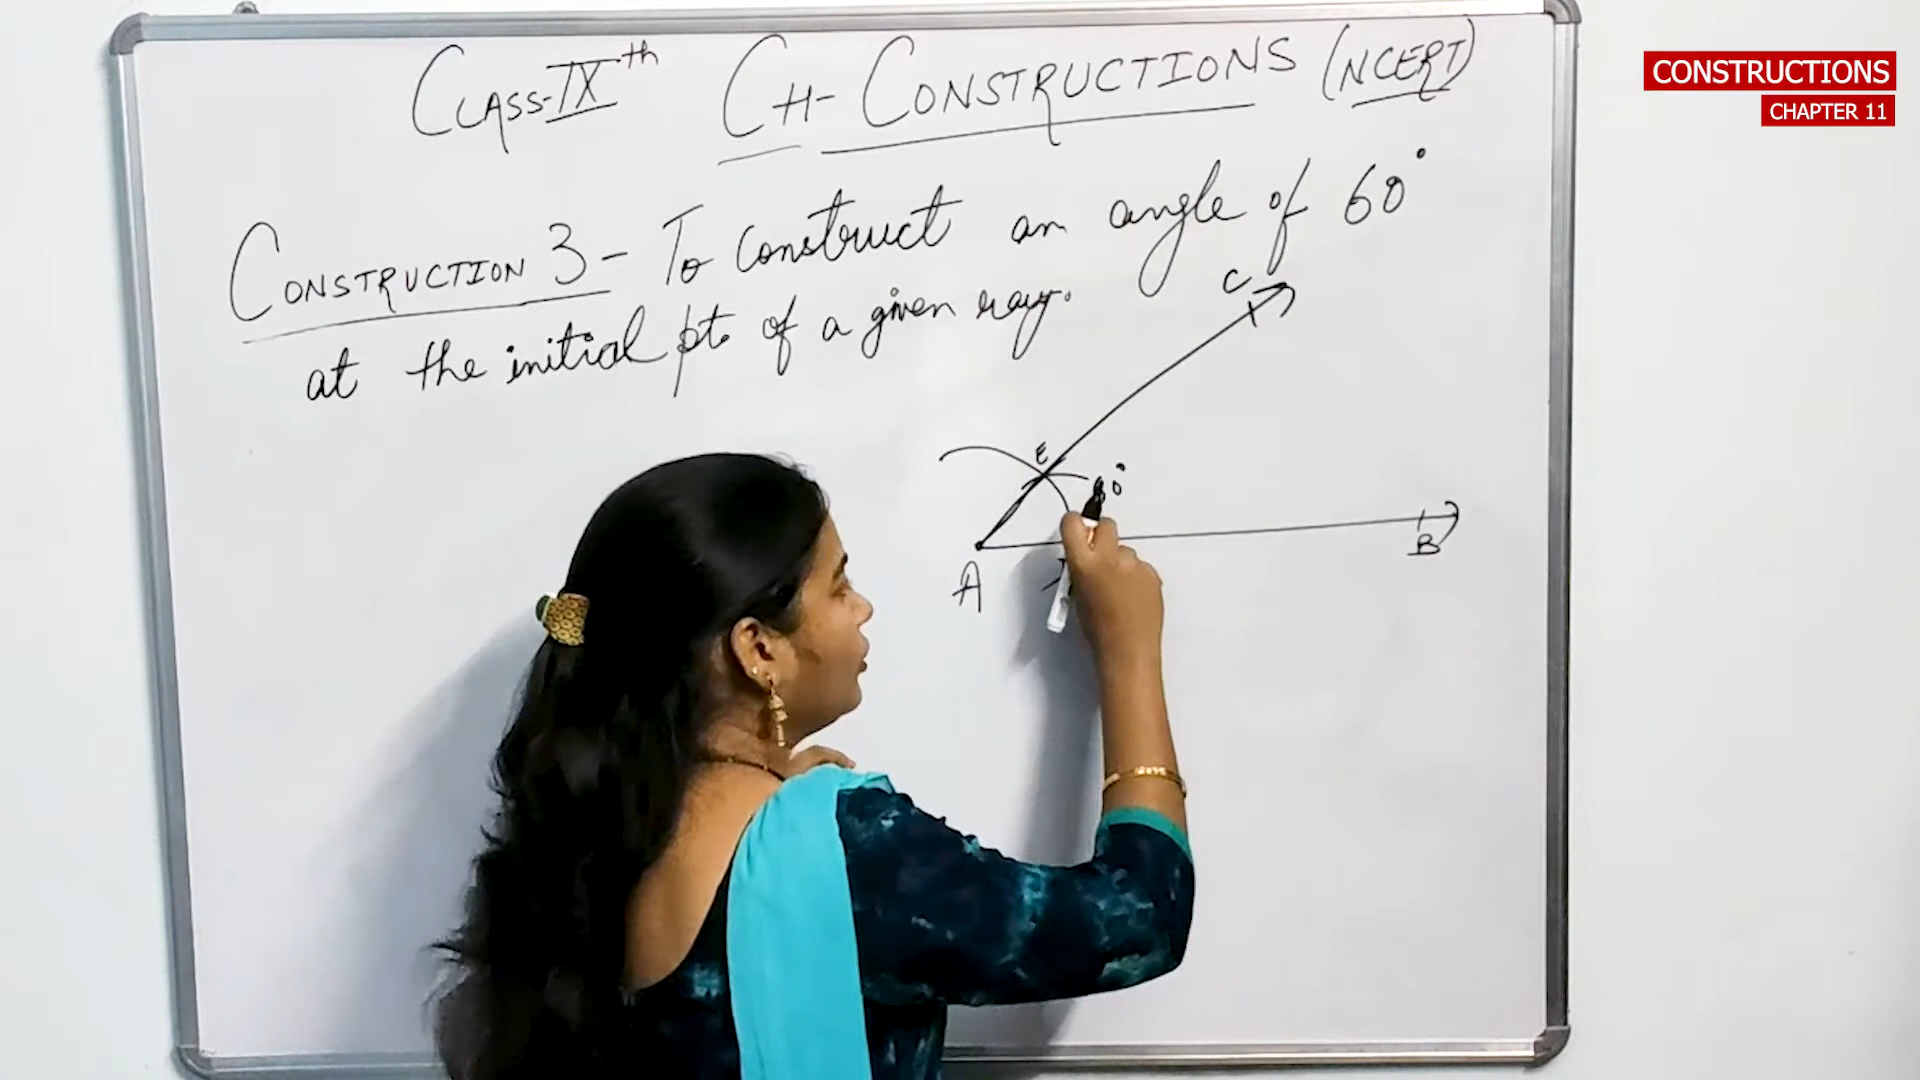 CLASS-IXth CH-CONSTRUCTIONS (NCERT)
CONSTRUCTIONS
CHAPTER 11
CONSTRUCTION 3- To construct an angle of 60°
at the initial pt. of a given ray.
C
E
60°
A
B